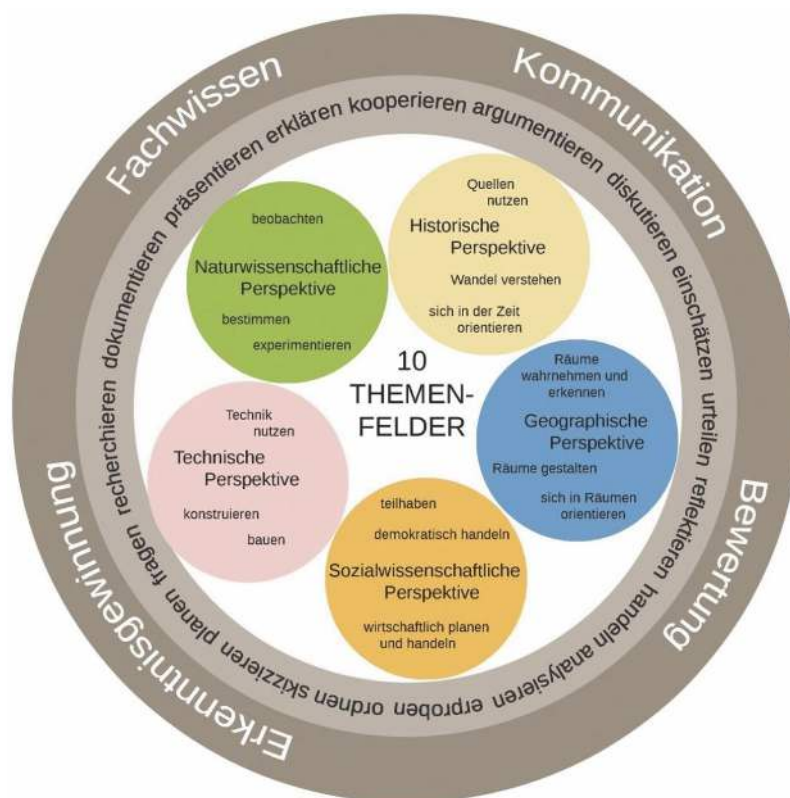 Fachwissen
Kommunikation
Bewertung
Erkenntnisgewinnung
fragen recherchieren dokumentieren präsentieren erklären kooperieren argumentieren diskutieren einschätzen urteilen reflektieren handeln analysieren erproben ordnen skizzieren planen
beobachten
Naturwissenschaftliche
Perspektive
bestimmen
experimentieren
Quellen
nutzen
Historische
Perspektive
Wandel verstehen
sich in der Zeit
orientieren
10
THEMEN-
FELDER
Räume
wahrnehmen und
erkennen
Geographische
Perspektive
Räume gestalten
sich in Räumen
orientieren
Technik
nutzen
Technische
Perspektive
konstruieren
bauen
teilhaben
demokratisch handeln
Sozialwissenschaftliche
Perspektive
wirtschaftlich planen
und handeln